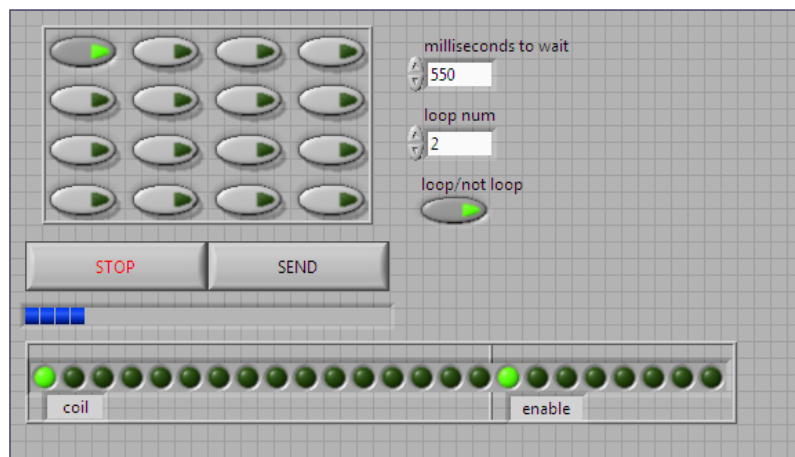 milliseconds to wait
550
loop num
2
loop/not loop
STOP
SEND
coil
enable